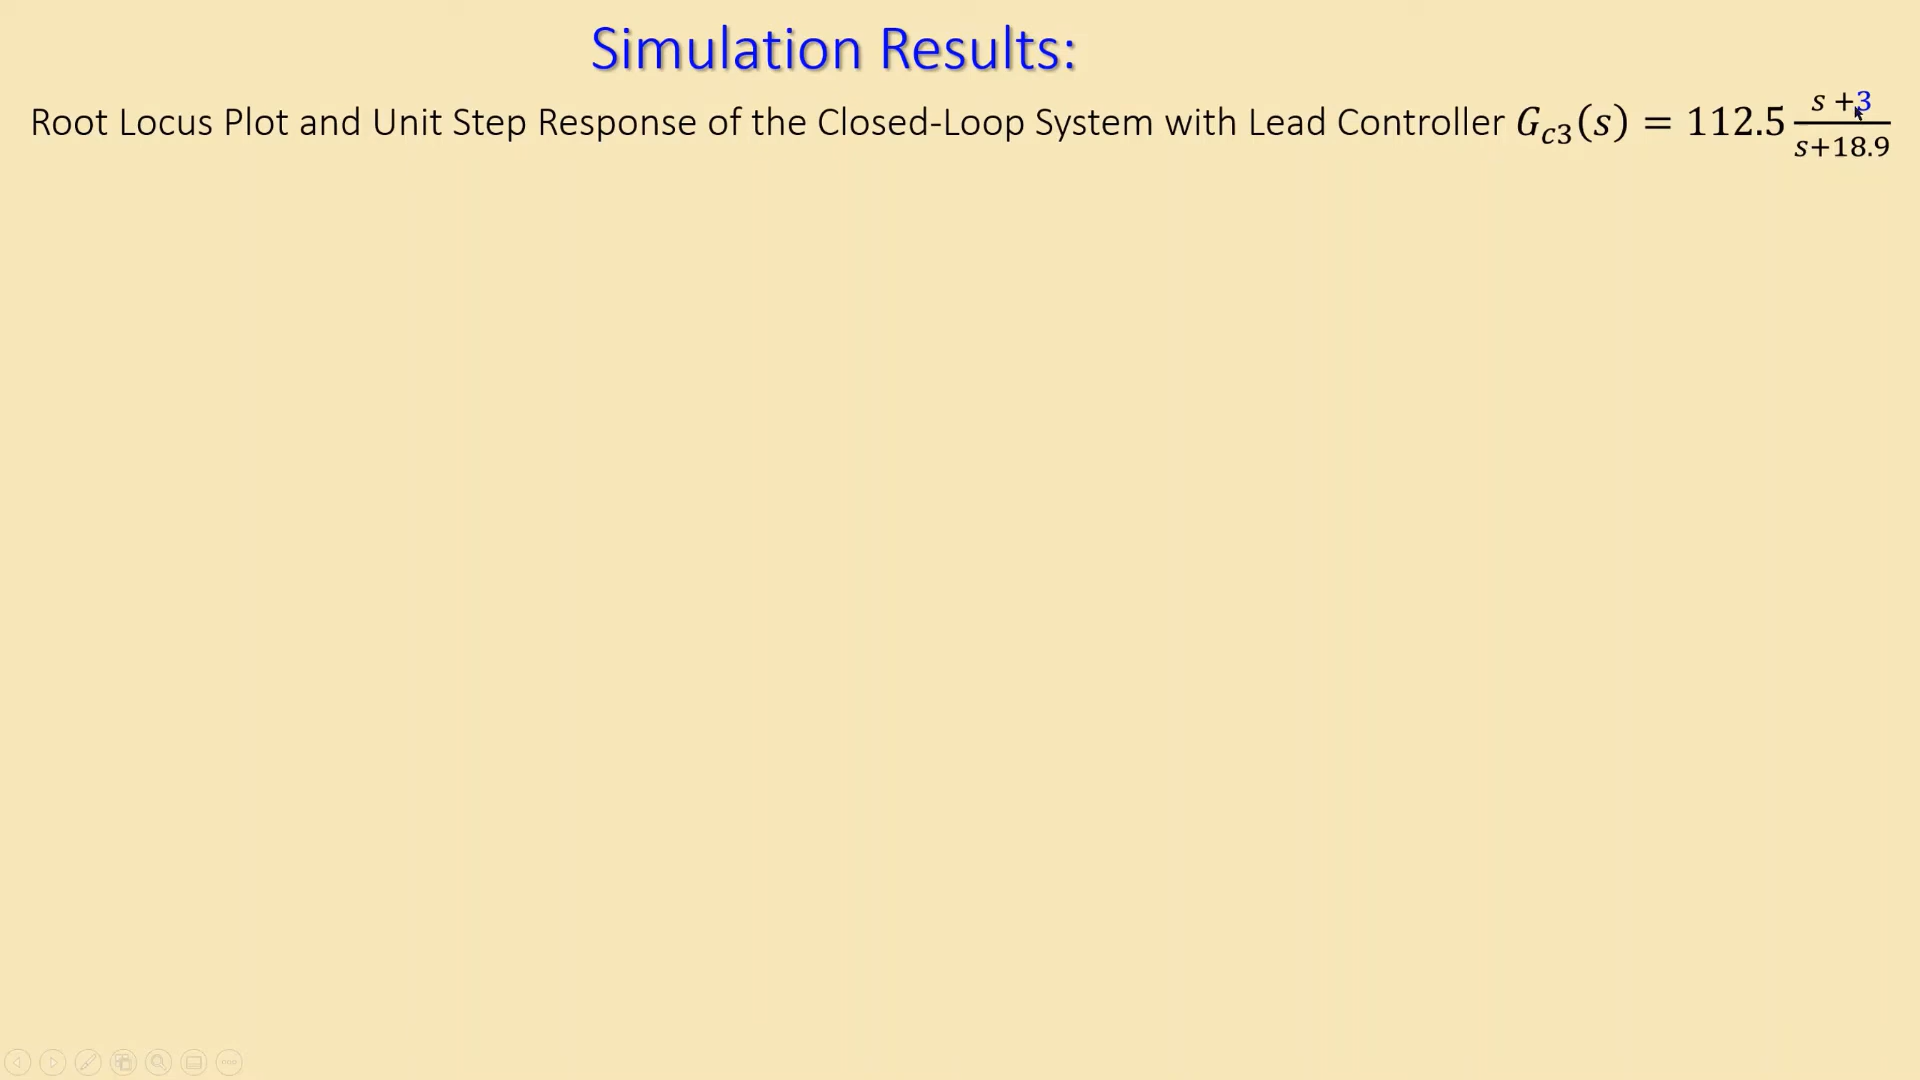 Simulation Results:
Root Locus Plot and Unit Step Response of the Closed-Loop System with Lead Controller $G_{c3}(s) = 112.5 \frac{s+3}{s+18.9}$